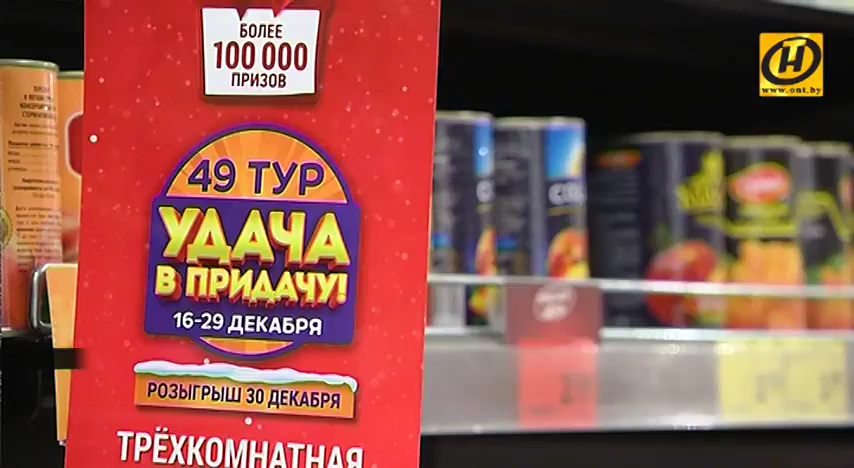 БОЛЕЕ
100 000
ПРИЗОВ
49 ТУР
УДАЧА
В ПРИДАЧУ!
16-29 ДЕКАБРЯ
РОЗЫГРЫШ 30 ДЕКАБРЯ
ТРЁХКОМНАТНАЯ
www.ont.by